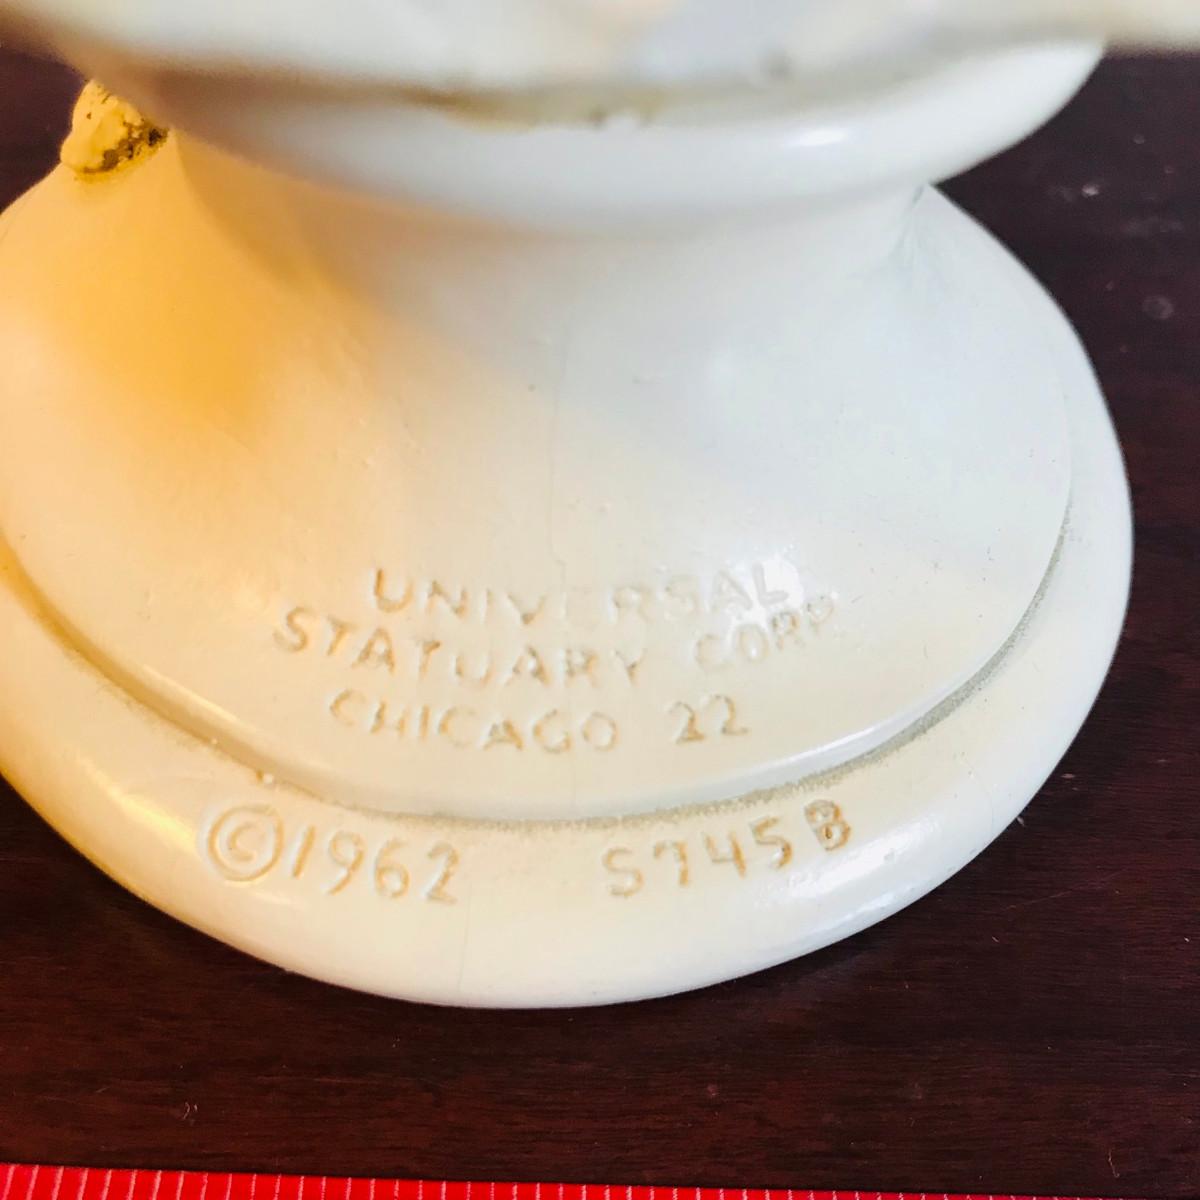 UNIVERSAL
STATUARY CORP.
CHICAGO 22
©1962 S745B